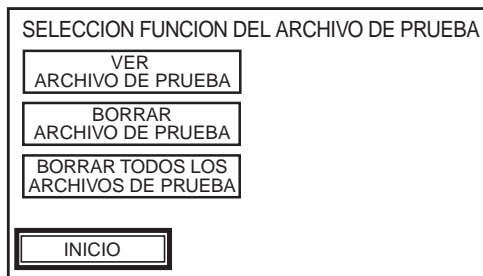 SELECCION FUNCION DEL ARCHIVO DE PRUEBA
VER
ARCHIVO DE PRUEBA
BORRAR
ARCHIVO DE PRUEBA
BORRAR TODOS LOS
ARCHIVOS DE PRUEBA
INICIO